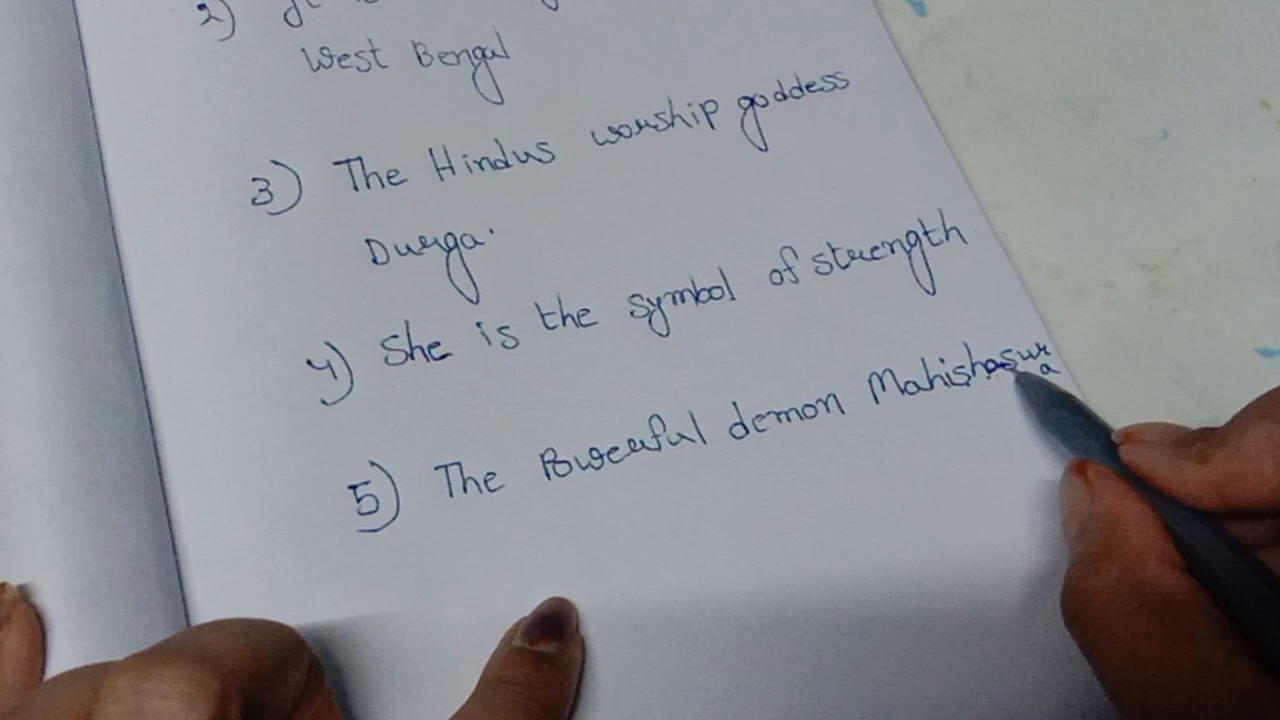 2)
West Bengal
3) The Hindus worship goddess
Durga.
4) She is the symbol of strength
5) The Powerful demon Mahishasura